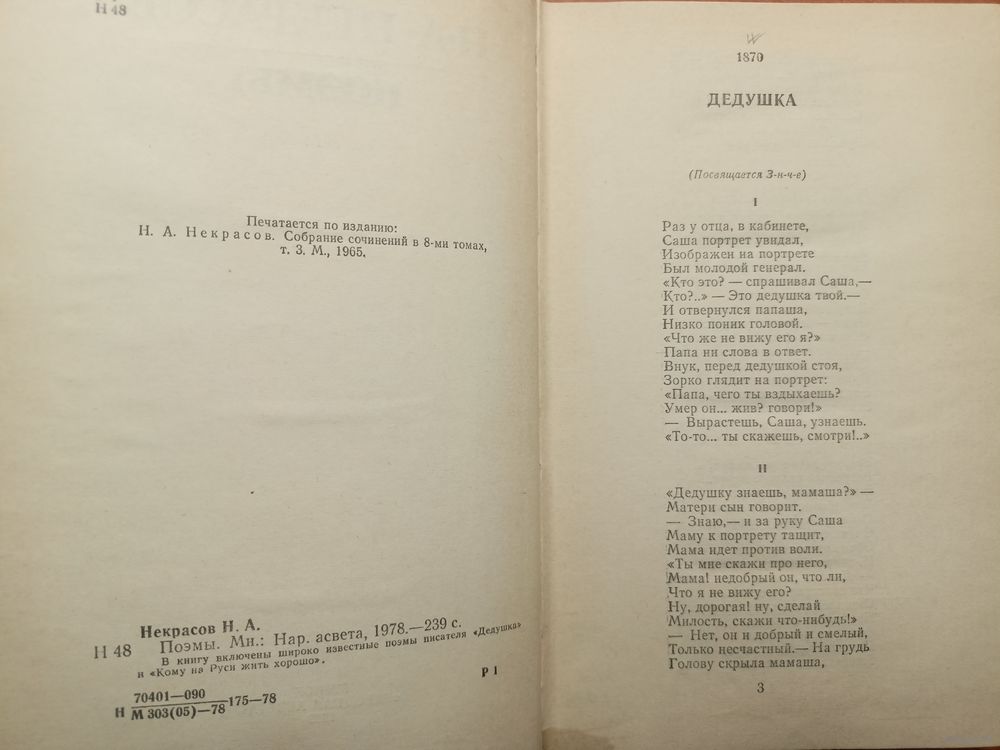 Н 48
Печатается по изданию:
Н. А. Некрасов. Собрание сочинений в 8-ми томах,
т. 3. М., 1965.
Некрасов Н. А.
Н 48 Поэмы. Мн.: Нар. асвета, 1978.—239 с.
В книгу включены широко известные поэмы писателя «Дедушка»
и «Кому на Руси жить хорошо».
Р 1
70401—090
Н М 303(05)—78 175—78
1870
ДЕДУШКА
(Посвящается З-н-ч-е)
I
Раз у отца, в кабинете,
Саша портрет увидал,
Изображен на портрете
Был молодой генерал.
«Кто это? — спрашивал Саша,—
Кто?..» — Это дедушка твой.—
И отвернулся папаша,
Низко поник головой.
«Что же не вижу его я?»
Папа ни слова в ответ.
Внук, перед дедушкой стоя,
Зорко глядит на портрет:
«Папа, чего ты вздыхаешь?
Умер он... жив? говори!»
— Вырастешь, Саша, узнаешь.
«То-то... ты скажешь, смотри!..»
II
«Дедушку знаешь, мамаша?» —
Матери сын говорит.
— Знаю,— и за руку Саша
Маму к портрету тащит,
Мама идет против воли.
«Ты мне скажи про него,
Мама! недобрый он, что ли,
Что я не вижу его?
Ну, дорогая! ну, сделай
Милость, скажи что-нибудь!»
— Нет, он и добрый и смелый,
Только несчастный.— На грудь
Голову скрыла мамаша,
3